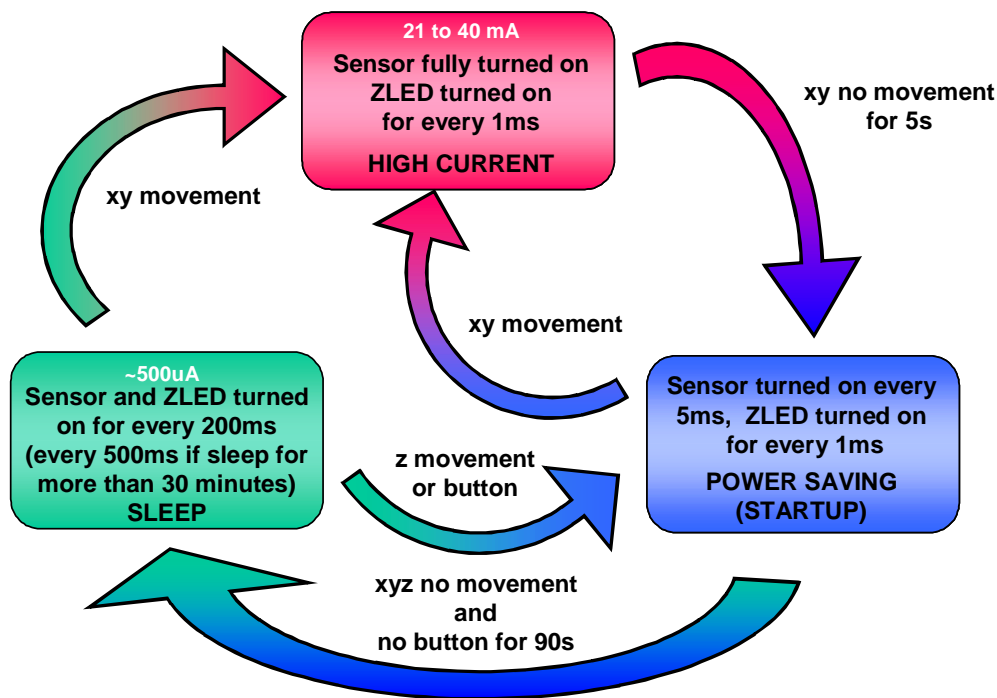 21 to 40 mA
Sensor fully turned on
ZLED turned on
for every 1ms
HIGH CURRENT
xy no movement
for 5s
xy movement
xy movement
~500uA
Sensor and ZLED turned
on for every 200ms
(every 500ms if sleep for
more than 30 minutes)
SLEEP
Sensor turned on every
5ms, ZLED turned on
for every 1ms
POWER SAVING
(STARTUP)
z movement
or button
xyz no movement
and
no button for 90s